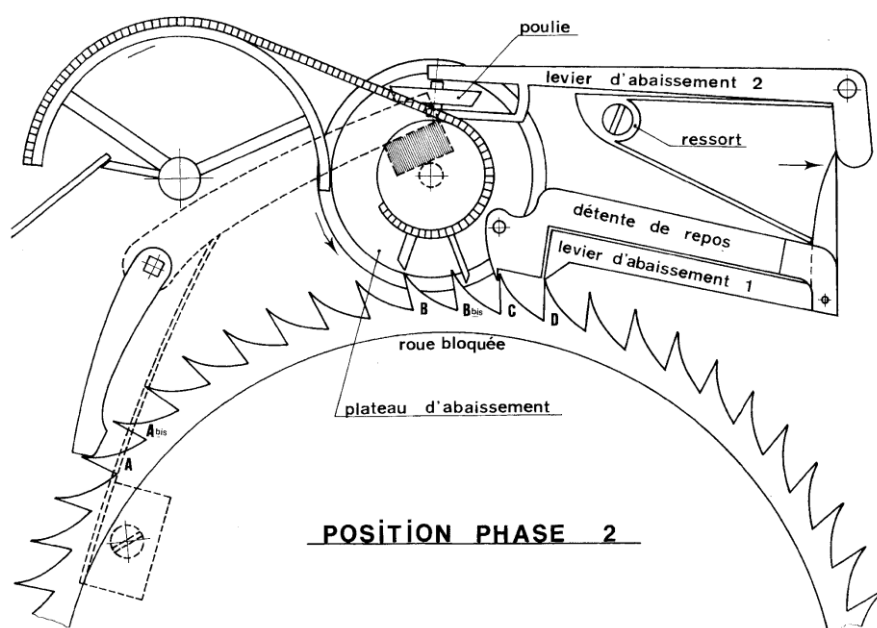 poulie
levier d'abaissement 2
ressort
détente de repos
levier d'abaissement 1
B
Bbis
C
D
roue bloquée
plateau d'abaissement
Abis
A
POSiTiON PHASE 2